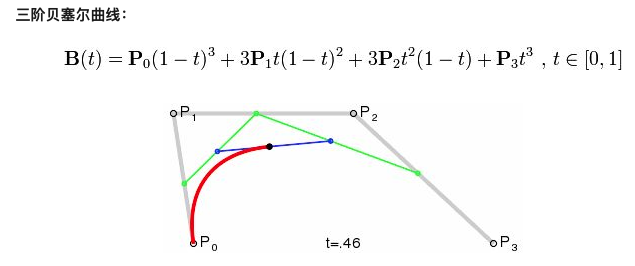 三阶贝塞尔曲线：
B(t) = P₀(1 − t)³ + 3P₁t(1 − t)² + 3P₂t²(1 − t) + P₃t³ , t ∈ [0, 1]
P₁ P₂
P₀ t=.46 P₃